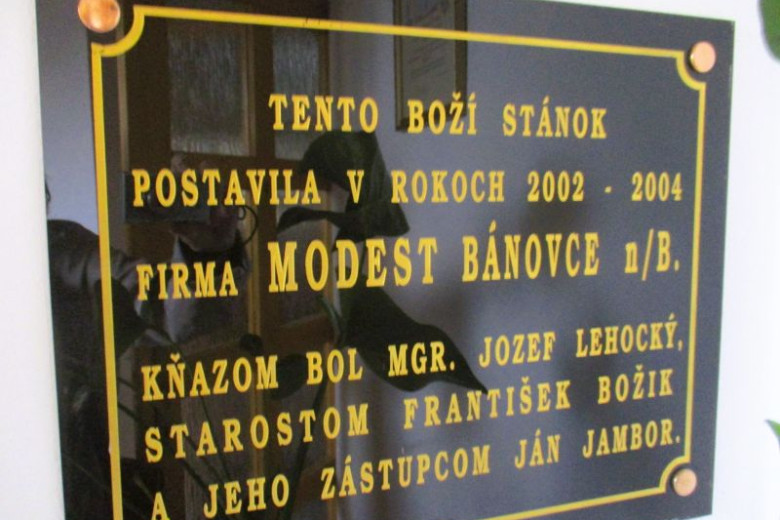 TENTO BOŽÍ STÁNOK
POSTAVILA V ROKOCH 2002 - 2004
FIRMA MODEST BÁNOVCE n/B.
KŇAZOM BOL MGR. JOZEF LEHOCKÝ,
STAROSTOM FRANTIŠEK BOŽIK
A JEHO ZÁSTUPCOM JÁN JAMBOR.